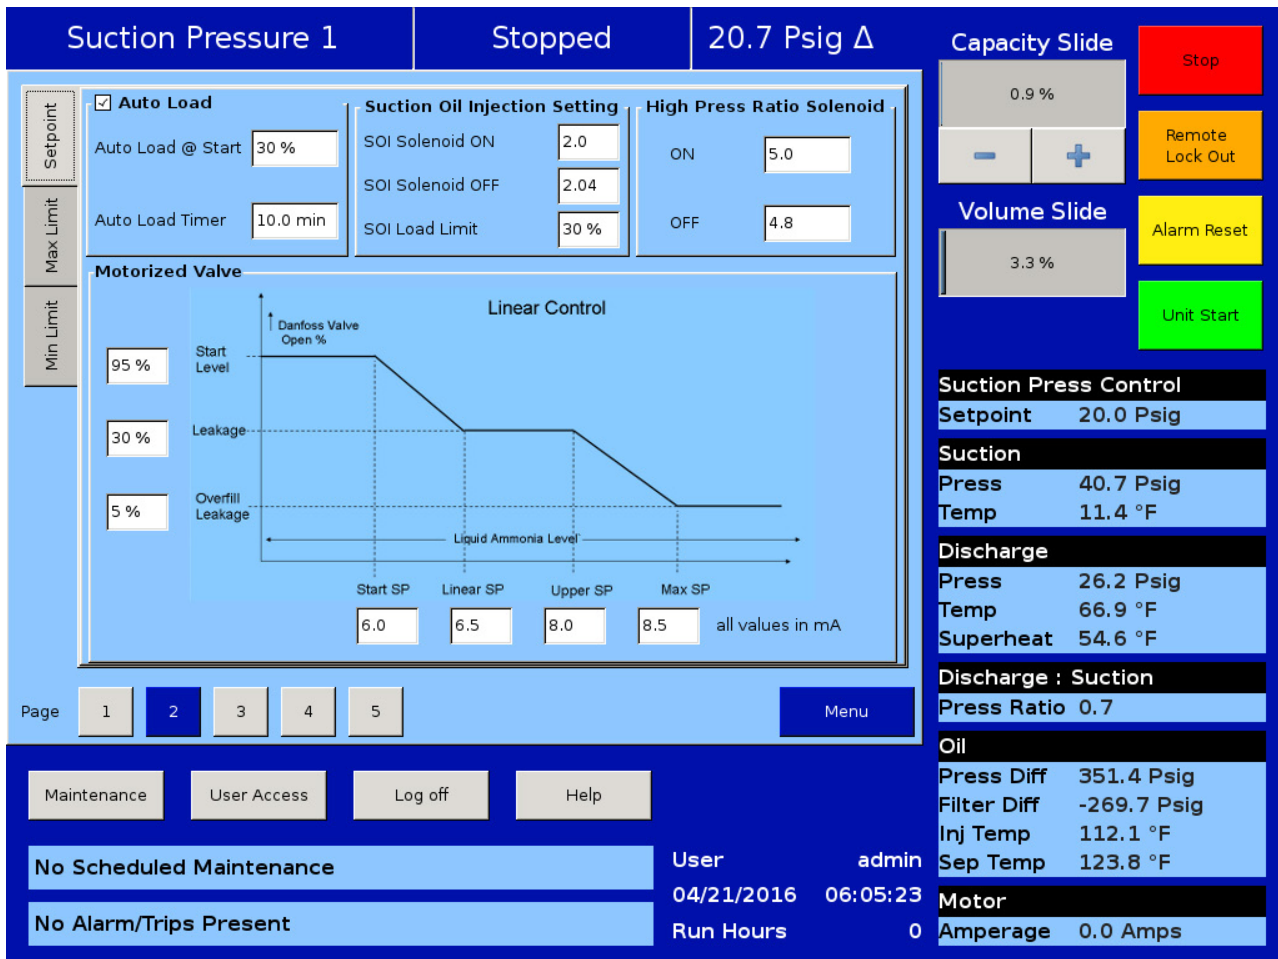 Suction Pressure 1
Stopped
20.7 Psig Δ
Capacity Slide
0.9 %
Stop
Remote
Lock Out
Volume Slide
3.3 %
Alarm Reset
Unit Start
Setpoint
Max Limit
Min Limit
Auto Load
Auto Load @ Start 30 %
Auto Load Timer 10.0 min
Suction Oil Injection Setting
SOI Solenoid ON 2.0
SOI Solenoid OFF 2.04
SOI Load Limit 30 %
High Press Ratio Solenoid
ON 5.0
OFF 4.8
Motorized Valve
Linear Control
Danfoss Valve
Open %
95 %
Start
Level
30 %
Leakage
5 %
Overfill
Leakage
Liquid Ammonia Level
Start SP
Linear SP
Upper SP
Max SP
6.0
6.5
8.0
8.5
all values in mA
Page 1 2 3 4 5
Menu
Maintenance
User Access
Log off
Help
No Scheduled Maintenance
No Alarm/Trips Present
User admin
04/21/2016 06:05:23
Run Hours 0
Suction Press Control
Setpoint 20.0 Psig
Suction
Press 40.7 Psig
Temp 11.4 °F
Discharge
Press 26.2 Psig
Temp 66.9 °F
Superheat 54.6 °F
Discharge : Suction
Press Ratio 0.7
Oil
Press Diff 351.4 Psig
Filter Diff -269.7 Psig
Inj Temp 112.1 °F
Sep Temp 123.8 °F
Motor
Amperage 0.0 Amps